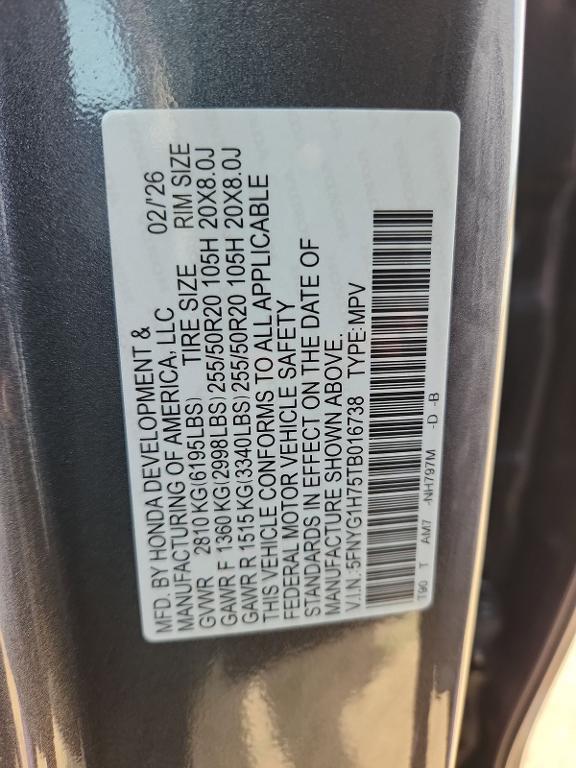 MFD. BY HONDA DEVELOPMENT & 02/'26
MANUFACTURING OF AMERICA, LLC
GVWR 2810 KG(6195LBS) TIRE SIZE RIM SIZE
GAWR F 1360 KG(2998LBS) 255/50R20 105H 20X8.0J
GAWR R 1515 KG(3340LBS) 255/50R20 105H 20X8.0J
THIS VEHICLE CONFORMS TO ALL APPLICABLE
FEDERAL MOTOR VEHICLE SAFETY
STANDARDS IN EFFECT ON THE DATE OF
MANUFACTURE SHOWN ABOVE.
V.I.N.:5FNYG1H75TB016738 TYPE:MPV
T90 T AM7 -NH797M -D -B